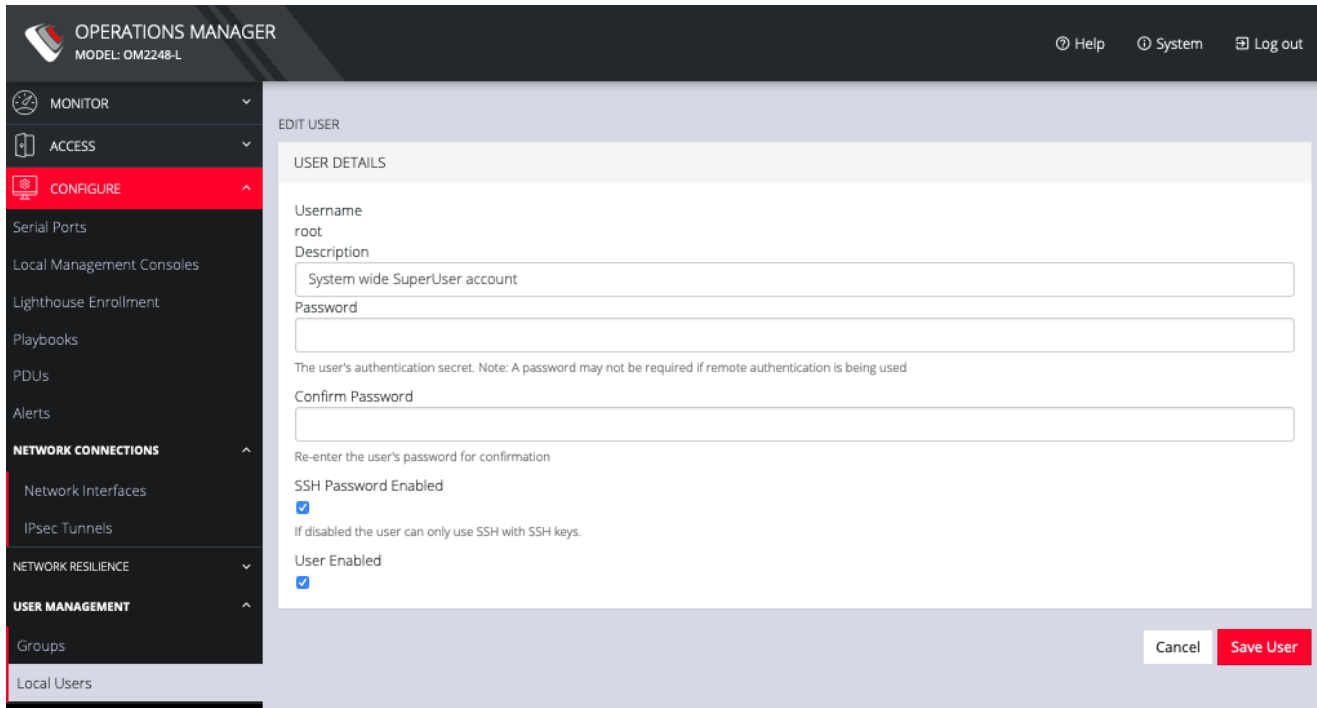 OPERATIONS MANAGER
MODEL: OM2248-L
Help
System
Log out
MONITOR
ACCESS
CONFIGURE
Serial Ports
Local Management Consoles
Lighthouse Enrollment
Playbooks
PDUs
Alerts
NETWORK CONNECTIONS
Network Interfaces
IPsec Tunnels
NETWORK RESILIENCE
USER MANAGEMENT
Groups
Local Users
EDIT USER
USER DETAILS
Username
root
Description
System wide SuperUser account
Password
The user's authentication secret. Note: A password may not be required if remote authentication is being used
Confirm Password
Re-enter the user's password for confirmation
SSH Password Enabled
If disabled the user can only use SSH with SSH keys.
User Enabled
Cancel
Save User